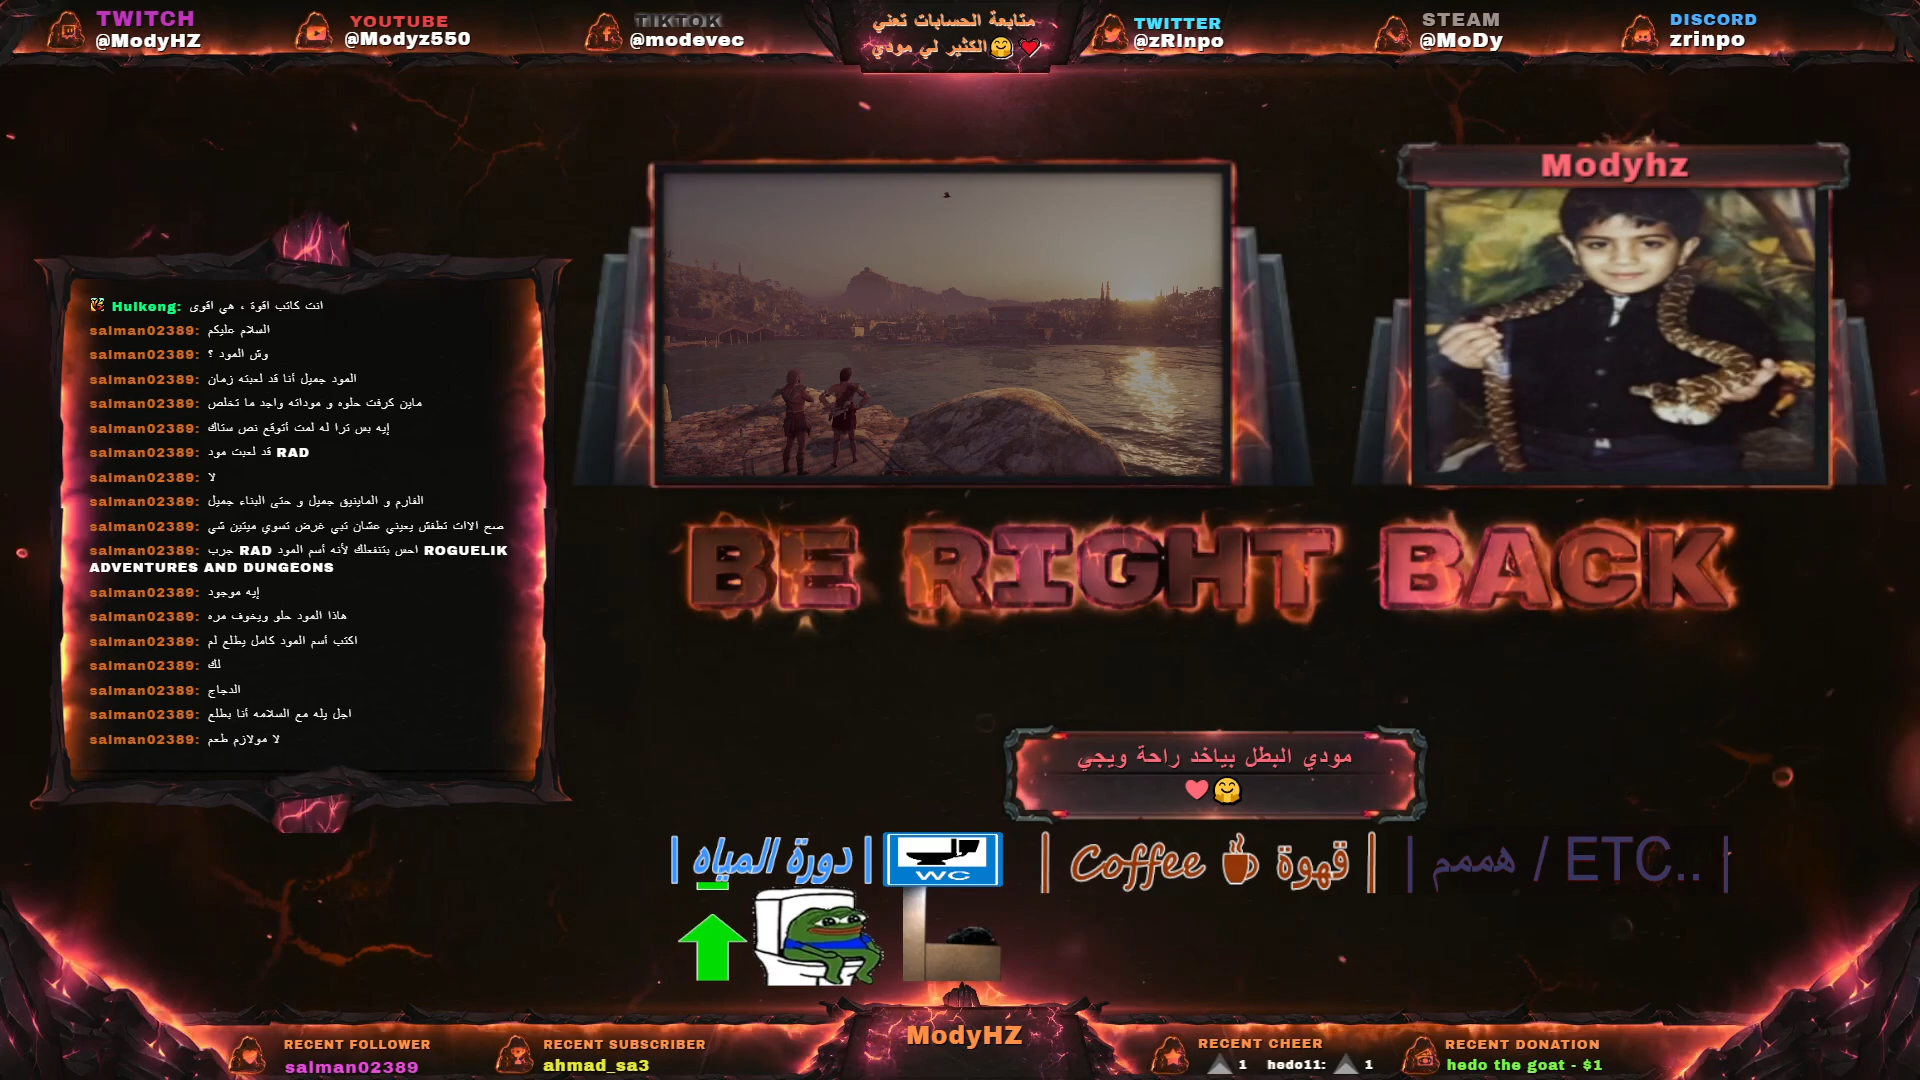 TWITCH
@ModyHZ
YOUTUBE
@Modyz550
TIKTOK
@modevec
متابعة الحسابات تعني
الكثير لي مودي🤗❤️
TWITTER
@zRInpo
STEAM
@MoDy
DISCORD
zrinpo
Modyhz
Hulkeng: انت كاتب اقوة ، هي اقوى
salman02389: السلام عليكم
salman02389: وش المود ؟
salman02389: المود جميل أنا قد لعبته زمان
salman02389: ماين كرفت حلوه و موداته واجد ما تخلص
salman02389: إيه بس ترا له لمت أتوقع نص ستاك
salman02389: قد لعبت مود RAD
salman02389: لا
salman02389: الفارم و الماينيق جميل و حتى البناء جميل
salman02389: صح الاات تطفش يعيني عشان تبي غرض تسوي ميتين شي
salman02389: جرب RAD احس بتنفعلك لأنه أسم المود ROGUELIK
ADVENTURES AND DUNGEONS
salman02389: إيه موجود
salman02389: هاذا المود حلو ويخوف مره
salman02389: اكتب أسم المود كامل يطلع لم
salman02389: لك
salman02389: الدجاج
salman02389: اجل يله مع السلامه أنا بطلع
salman02389: لا مولازم طعم
BE RIGHT BACK
مودي البطل بياخد راحة ويجي
❤️🤗
| دورة المياه |
WC
| Coffee قهوة |
| هممم / ETC.. |
RECENT FOLLOWER
salman02389
RECENT SUBSCRIBER
ahmad_sa3
ModyHZ
RECENT CHEER
1 hedo11: 1
RECENT DONATION
hedo the goat - $1